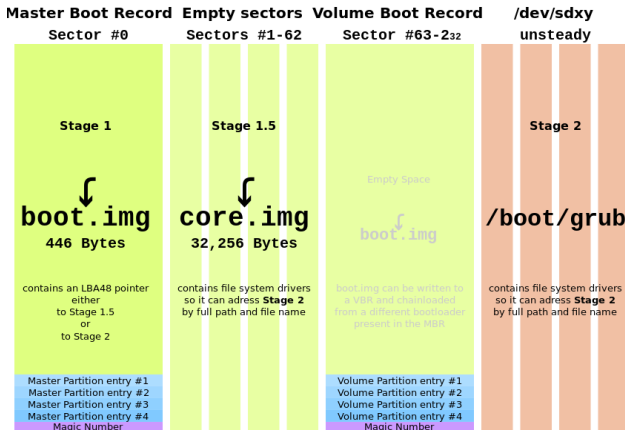 Master Boot Record
Sector #0
Stage 1
boot.img
446 Bytes
contains an LBA48 pointer
either
to Stage 1.5
or
to Stage 2
Master Partition entry #1
Master Partition entry #2
Master Partition entry #3
Master Partition entry #4
Magic Number
Empty sectors
Sectors #1-62
Stage 1.5
core.img
32,256 Bytes
contains file system drivers
so it can adress Stage 2
by full path and file name
Volume Boot Record
Sector #63-2³²
Empty Space
boot.img
boot.img can be written to
a VBR and chainloaded
from a different bootloader
present in the MBR
Volume Partition entry #1
Volume Partition entry #2
Volume Partition entry #3
Volume Partition entry #4
Magic Number
/dev/sdxy
unsteady
Stage 2
/boot/grub
contains file system drivers
so it can adress Stage 2
by full path and file name